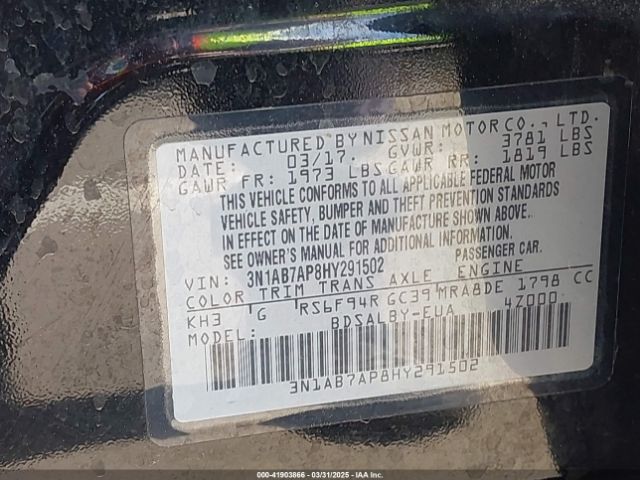 MANUFACTURED BY NISSAN MOTOR CO., LTD.
DATE: 03/17. GVWR: 3781 LBS
GAWR FR: 1973 LBS GAWR RR: 1819 LBS
THIS VEHICLE CONFORMS TO ALL APPLICABLE FEDERAL MOTOR
VEHICLE SAFETY, BUMPER AND THEFT PREVENTION STANDARDS
IN EFFECT ON THE DATE OF MANUFACTURE SHOWN ABOVE.
SEE OWNER'S MANUAL FOR ADDITIONAL INFORMATION.
VIN: 3N1AB7AP8HY291502 PASSENGER CAR.
COLOR TRIM TRANS AXLE ENGINE
KH3 G RS6F94R GC39 MRA8DE 1798 CC
MODEL: BDSALBY-EUA 4Z000
3N1AB7AP8HY291502
000-41903866 - 03/31/2025 - IAA Inc.